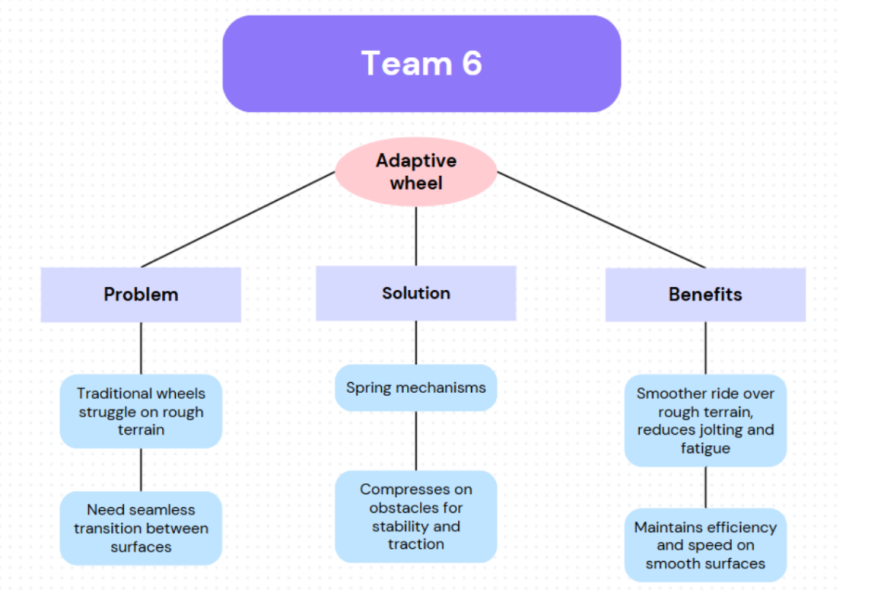 Team 6
Adaptive
wheel
Problem
Solution
Benefits
Traditional wheels
struggle on rough
terrain
Need seamless
transition between
surfaces
Spring mechanisms
Compresses on
obstacles for
stability and
traction
Smoother ride over
rough terrain,
reduces jolting and
fatigue
Maintains efficiency
and speed on
smooth surfaces